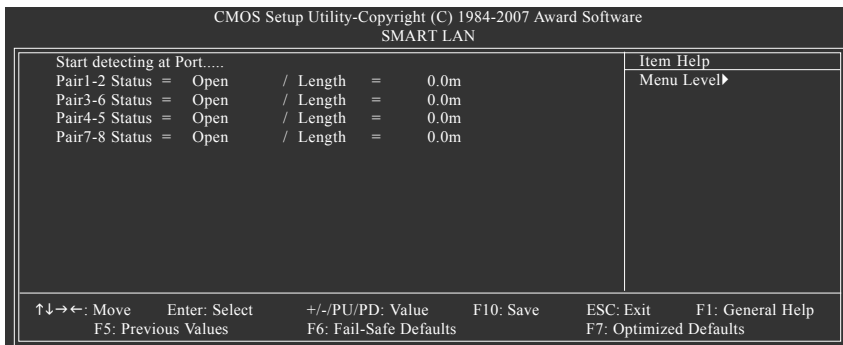 CMOS Setup Utility-Copyright (C) 1984-2007 Award Software
SMART LAN
Start detecting at Port.....
Pair1-2 Status = Open / Length = 0.0m
Pair3-6 Status = Open / Length = 0.0m
Pair4-5 Status = Open / Length = 0.0m
Pair7-8 Status = Open / Length = 0.0m
Item Help
Menu Level▶
↑↓→←: Move Enter: Select +/-/PU/PD: Value F10: Save ESC: Exit F1: General Help
F5: Previous Values F6: Fail-Safe Defaults F7: Optimized Defaults